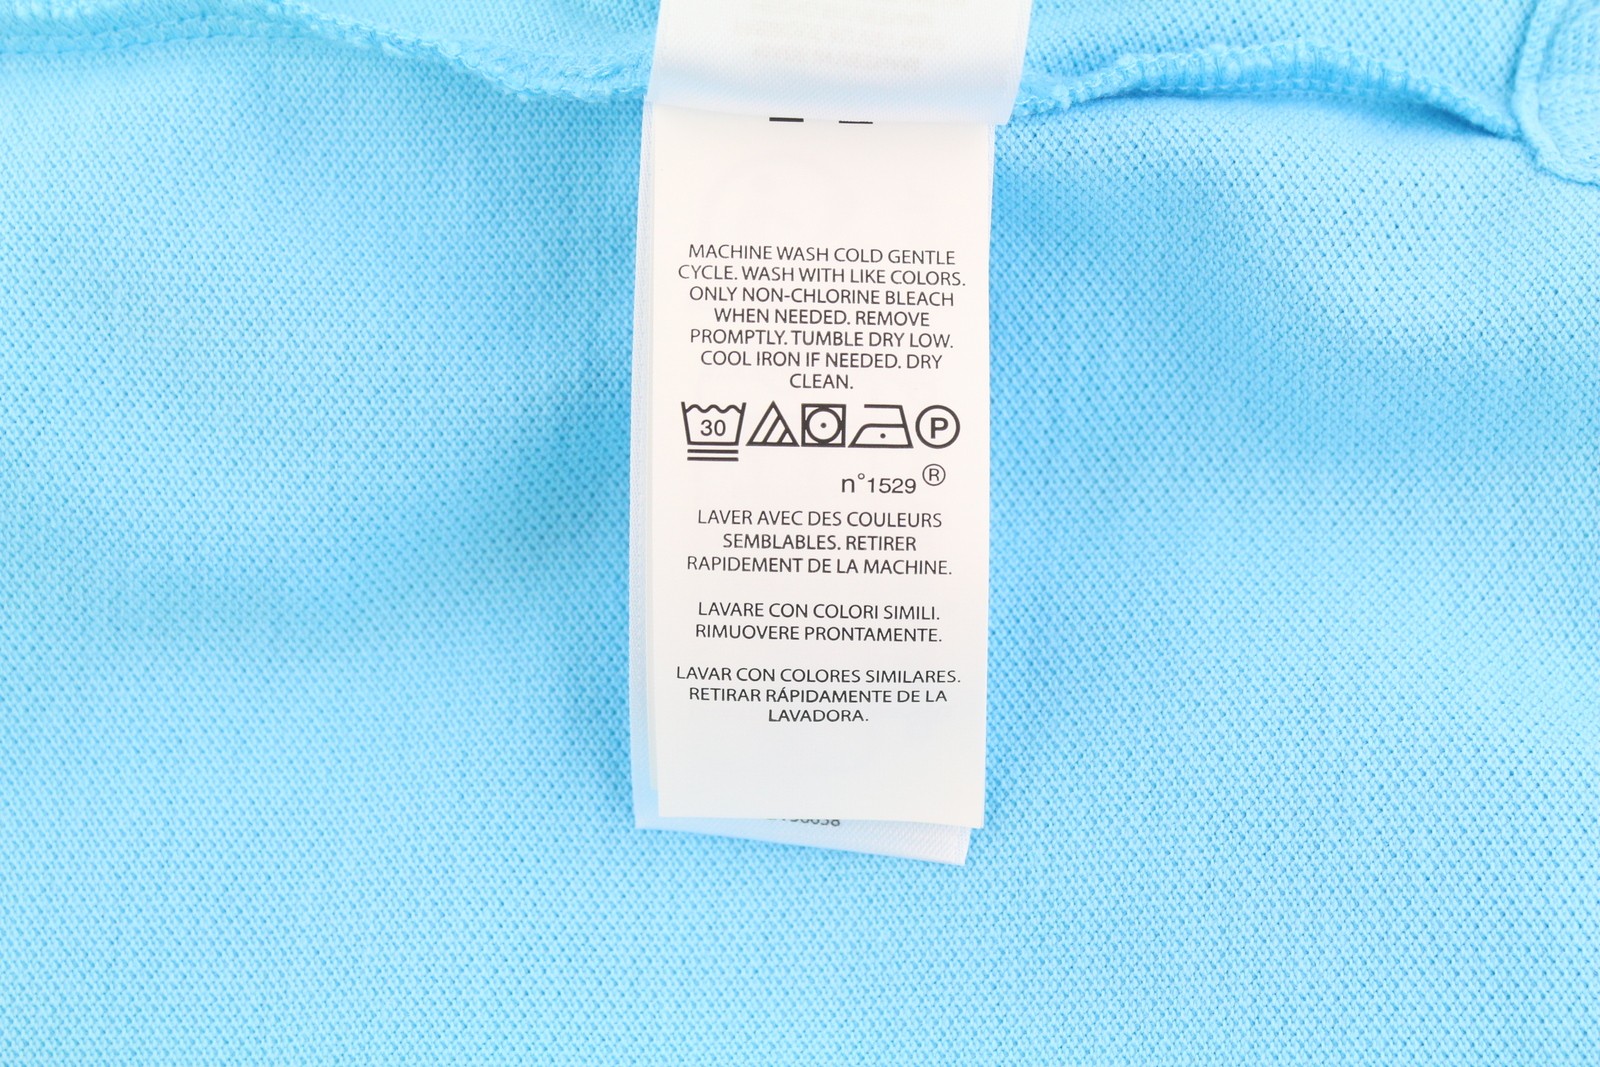 MACHINE WASH COLD GENTLE
CYCLE. WASH WITH LIKE COLORS.
ONLY NON-CHLORINE BLEACH
WHEN NEEDED. REMOVE
PROMPTLY. TUMBLE DRY LOW.
COOL IRON IF NEEDED. DRY
CLEAN.
30 P
n°1529 ®
LAVER AVEC DES COULEURS
SEMBLABLES. RETIRER
RAPIDEMENT DE LA MACHINE.
LAVARE CON COLORI SIMILI.
RIMUOVERE PRONTAMENTE.
LAVAR CON COLORES SIMILARES.
RETIRAR RÁPIDAMENTE DE LA
LAVADORA.